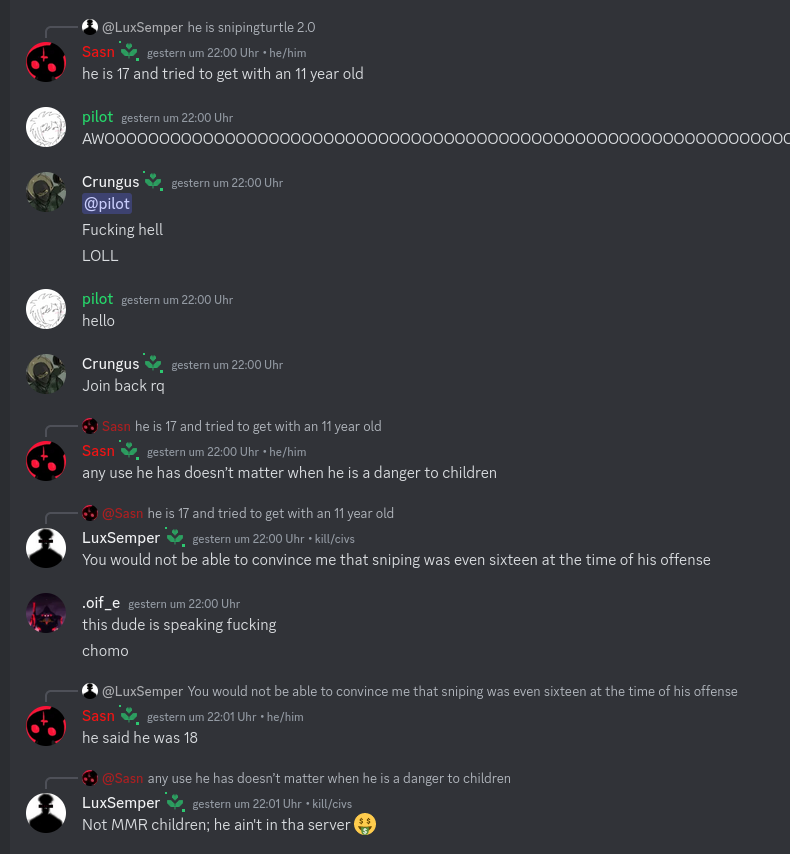 @LuxSemper he is snipingturtle 2.0
Sasn gestern um 22:00 Uhr • he/him
he is 17 and tried to get with an 11 year old
pilot gestern um 22:00 Uhr
AWOOOOOOOOOOOOOOOOOOOOOOOOOOOOOOOOOOOOOOOOOOOOOOOOOOOOOOOOOOOOOO
Crungus gestern um 22:00 Uhr
@pilot
Fucking hell
LOLL
pilot gestern um 22:00 Uhr
hello
Crungus gestern um 22:00 Uhr
Join back rq
Sasn he is 17 and tried to get with an 11 year old
Sasn gestern um 22:00 Uhr • he/him
any use he has doesn't matter when he is a danger to children
@Sasn he is 17 and tried to get with an 11 year old
LuxSemper gestern um 22:00 Uhr • kill/civs
You would not be able to convince me that sniping was even sixteen at the time of his offense
.oif_e gestern um 22:00 Uhr
this dude is speaking fucking
chomo
@LuxSemper You would not be able to convince me that sniping was even sixteen at the time of his offense
Sasn gestern um 22:01 Uhr • he/him
he said he was 18
@Sasn any use he has doesn't matter when he is a danger to children
LuxSemper gestern um 22:01 Uhr • kill/civs
Not MMR children; he ain't in tha server 🤑